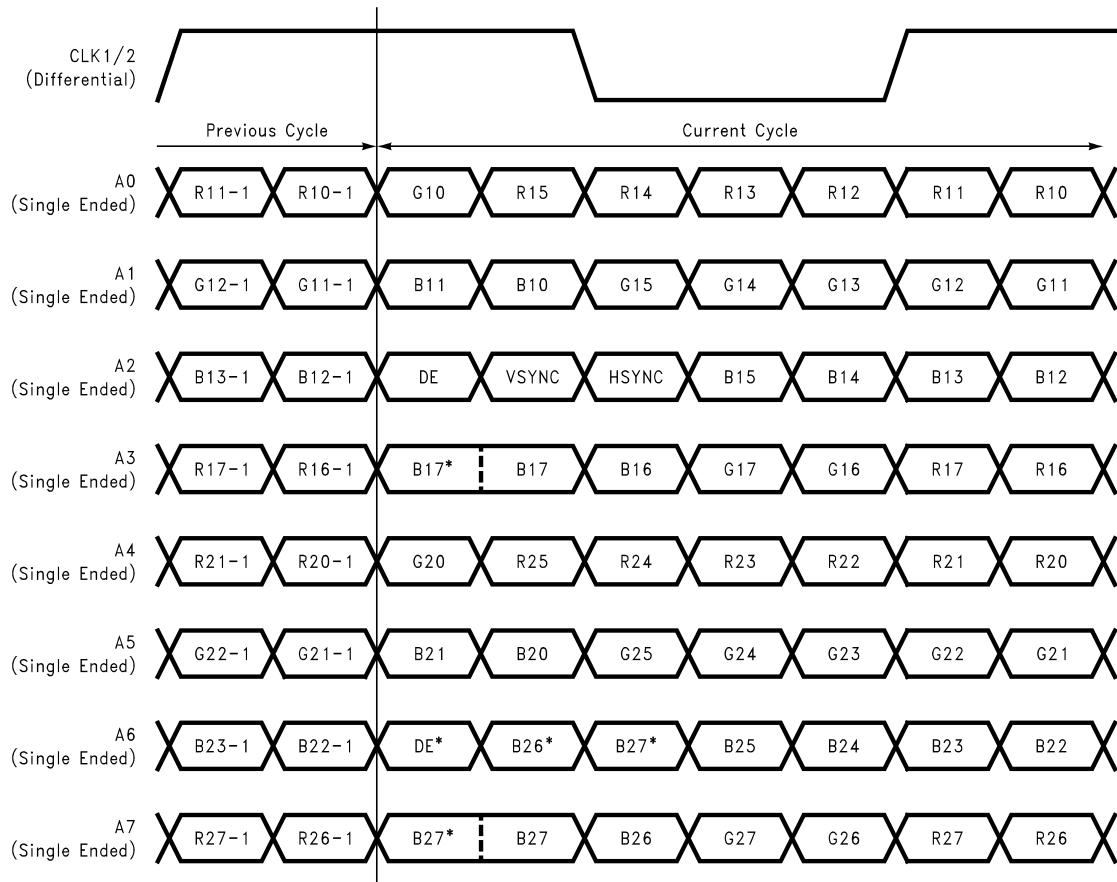 CLK1/2
(Differential)
Previous Cycle Current Cycle
A0
(Single Ended)
R11-1 R10-1 G10 R15 R14 R13 R12 R11 R10
A1
(Single Ended)
G12-1 G11-1 B11 B10 G15 G14 G13 G12 G11
A2
(Single Ended)
B13-1 B12-1 DE VSYNC HSYNC B15 B14 B13 B12
A3
(Single Ended)
R17-1 R16-1 B17* B17 B16 G17 G16 R17 R16
A4
(Single Ended)
R21-1 R20-1 G20 R25 R24 R23 R22 R21 R20
A5
(Single Ended)
G22-1 G21-1 B21 B20 G25 G24 G23 G22 G21
A6
(Single Ended)
B23-1 B22-1 DE* B26* B27* B25 B24 B23 B22
A7
(Single Ended)
R27-1 R26-1 B27* B27 B26 G27 G26 R27 R26